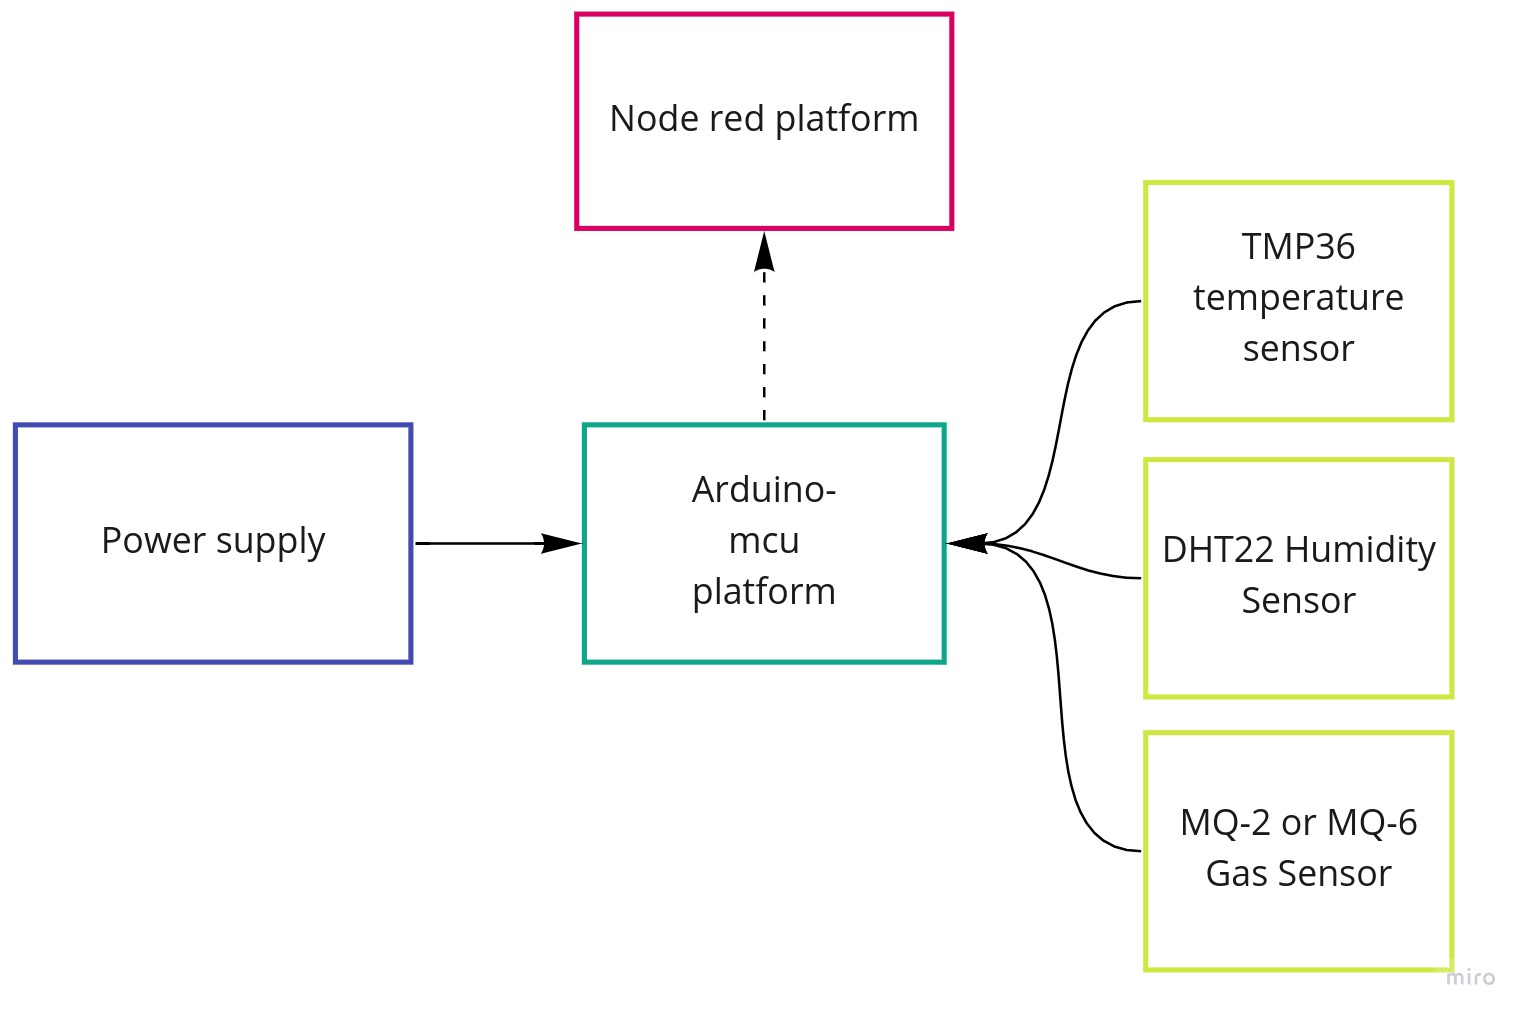 Node red platform
TMP36
temperature
sensor
Power supply
Arduino-
mcu
platform
DHT22 Humidity
Sensor
MQ-2 or MQ-6
Gas Sensor
miro